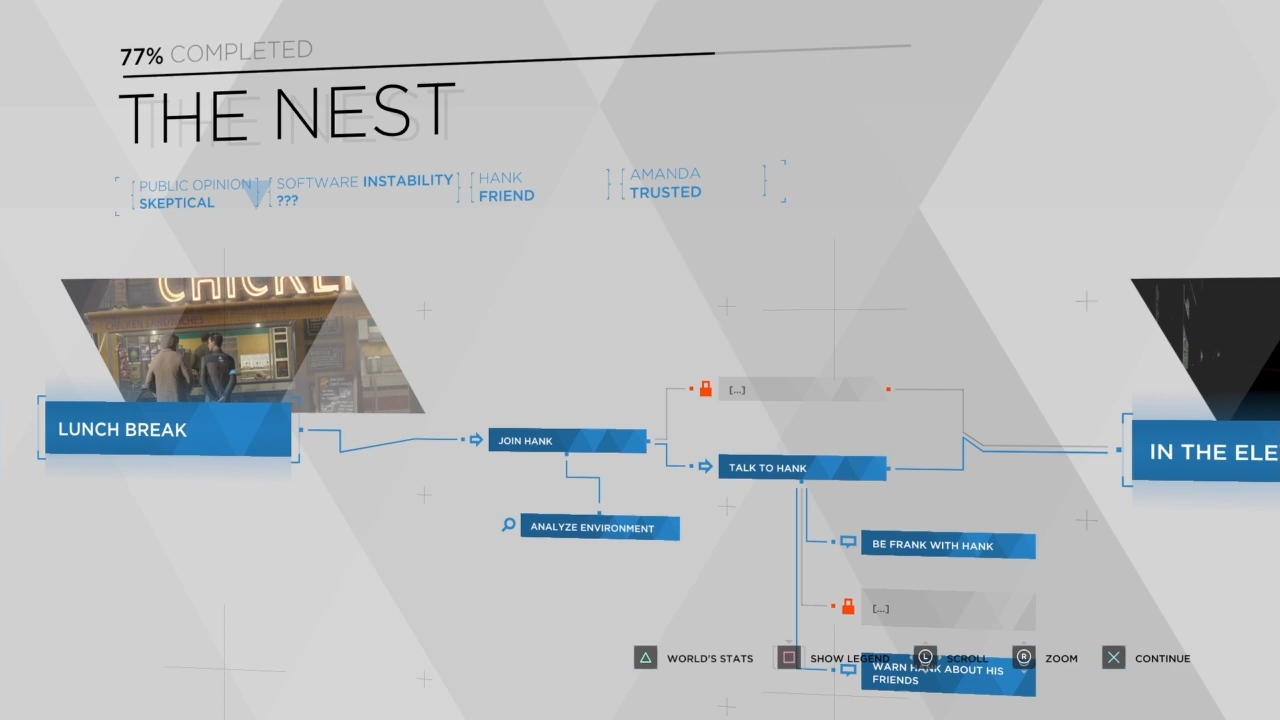 77% COMPLETED
THE NEST
PUBLIC OPINION
SKEPTICAL
SOFTWARE INSTABILITY
???
HANK
FRIEND
AMANDA
TRUSTED
LUNCH BREAK
JOIN HANK
ANALYZE ENVIRONMENT
[...]
TALK TO HANK
BE FRANK WITH HANK
[...]
WARN HANK ABOUT HIS
FRIENDS
IN THE ELE
WORLD'S STATS
SHOW LEGEND
L
SCROLL
R
ZOOM
CONTINUE